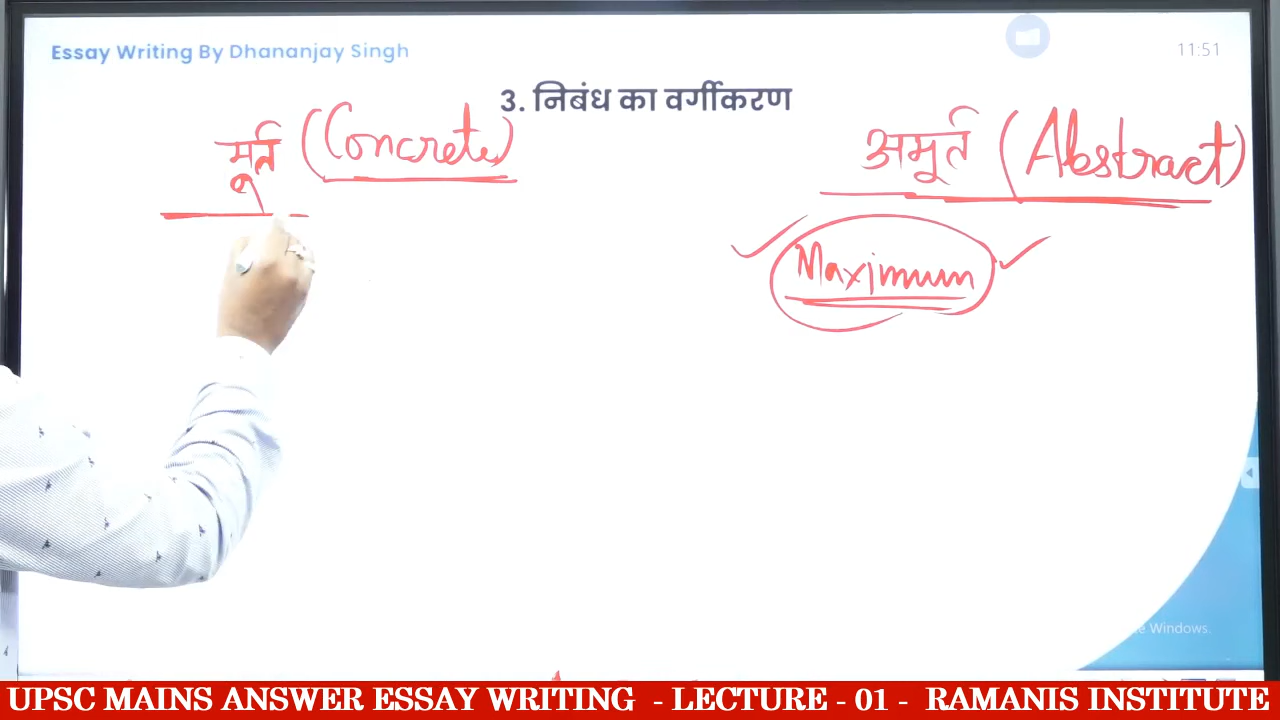 Essay Writing By Dhananjay Singh
11:51
3. निबंध का वर्गीकरण
मूर्त (Concrete)
अमूर्त (Abstract)
Maximum
Windows.
UPSC MAINS ANSWER ESSAY WRITING - LECTURE - 01 - RAMANIS INSTITUTE